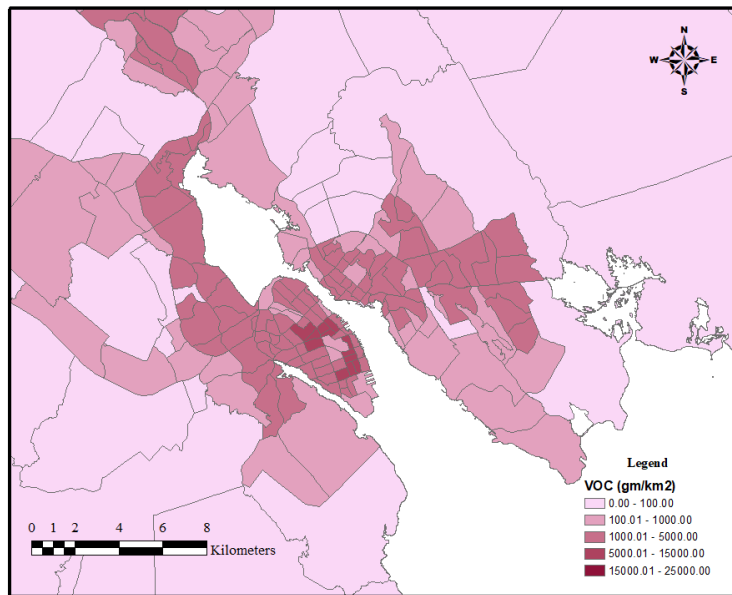 N
W E
S
Legend
VOC (gm/km2)
0.00 - 100.00
100.01 - 1000.00
1000.01 - 5000.00
5000.01 - 15000.00
15000.01 - 25000.00
0 1 2 4 6 8
Kilometers